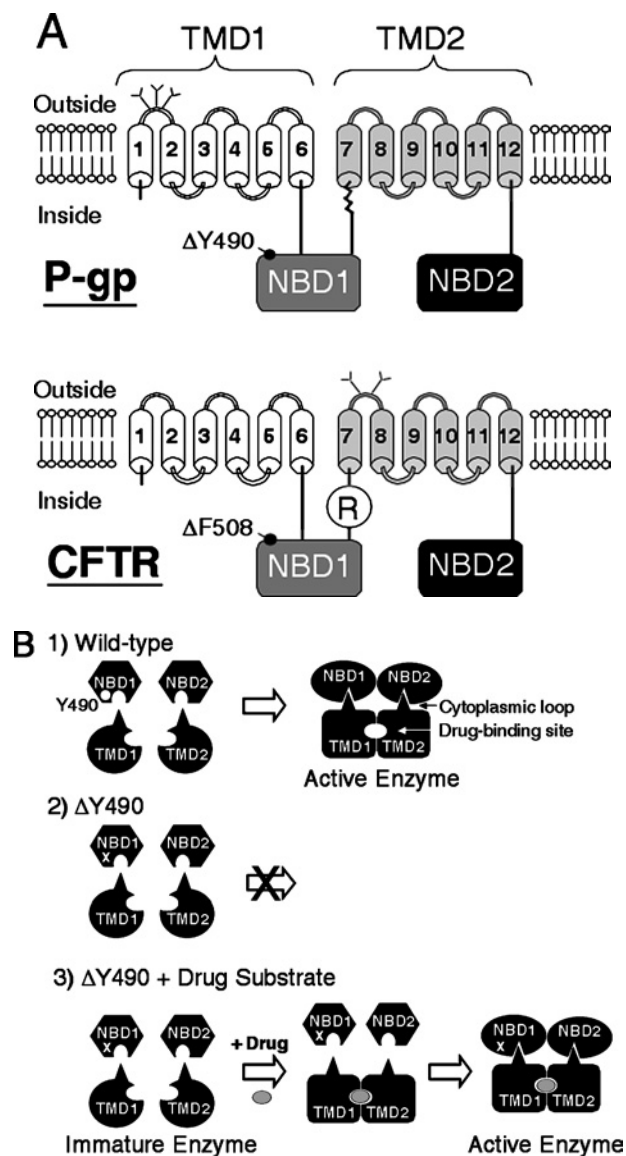 A
TMD1 TMD2
Outside
1 2 3 4 5 6 7 8 9 10 11 12
Inside
ΔY490
P-gp
NBD1 NBD2
Outside
1 2 3 4 5 6 7 8 9 10 11 12
Inside
R
ΔF508
CFTR
NBD1 NBD2
B 1) Wild-type
NBD1 NBD2 NBD1 NBD2
Y490
Cytoplasmic loop
TMD1 TMD2 TMD1 TMD2 Drug-binding site
Active Enzyme
2) ΔY490
NBD1 NBD2
X
X
TMD1 TMD2
3) ΔY490 + Drug Substrate
NBD1 NBD2 NBD1 NBD2 NBD1 NBD2
X X X
+ Drug
TMD1 TMD2 TMD1 TMD2 TMD1 TMD2
Immature Enzyme Active Enzyme